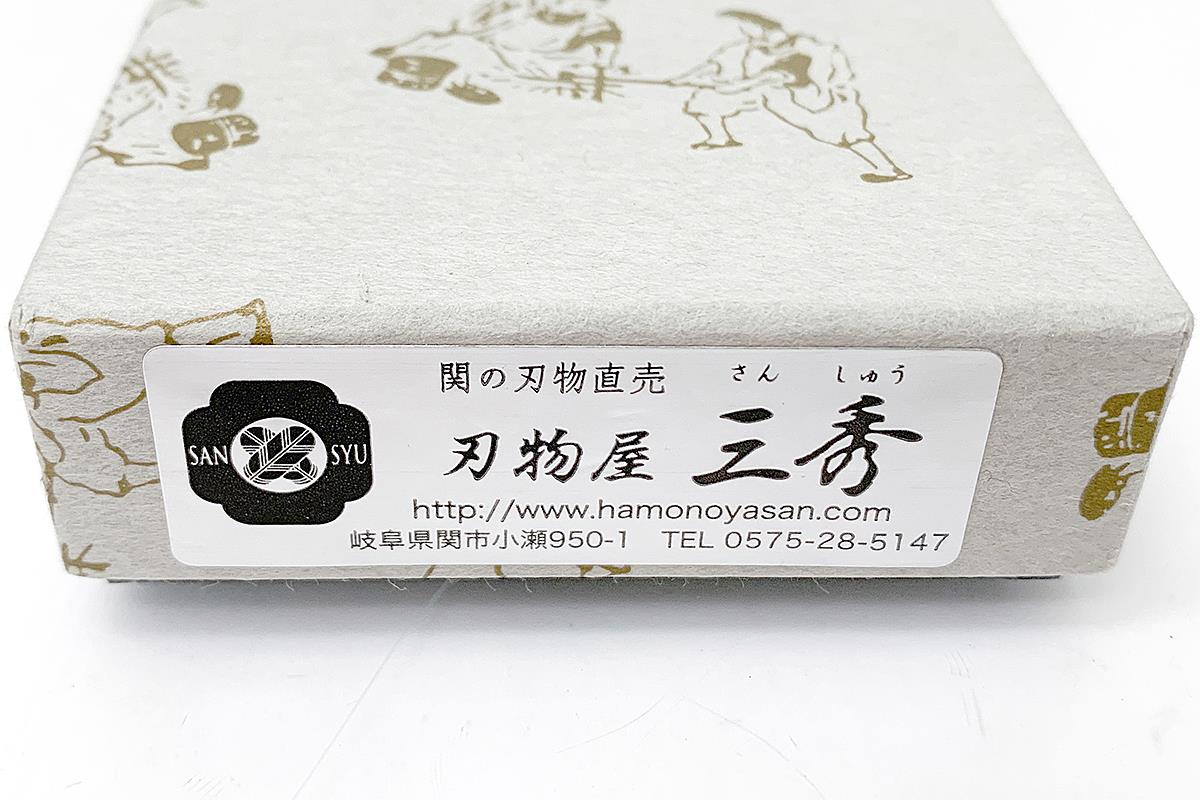 関の刃物直売
さん しゅう
刃物屋 三秀
SAN SYU
http://www.hamonoyasan.com
岐阜県関市小瀬950-1 TEL 0575-28-5147